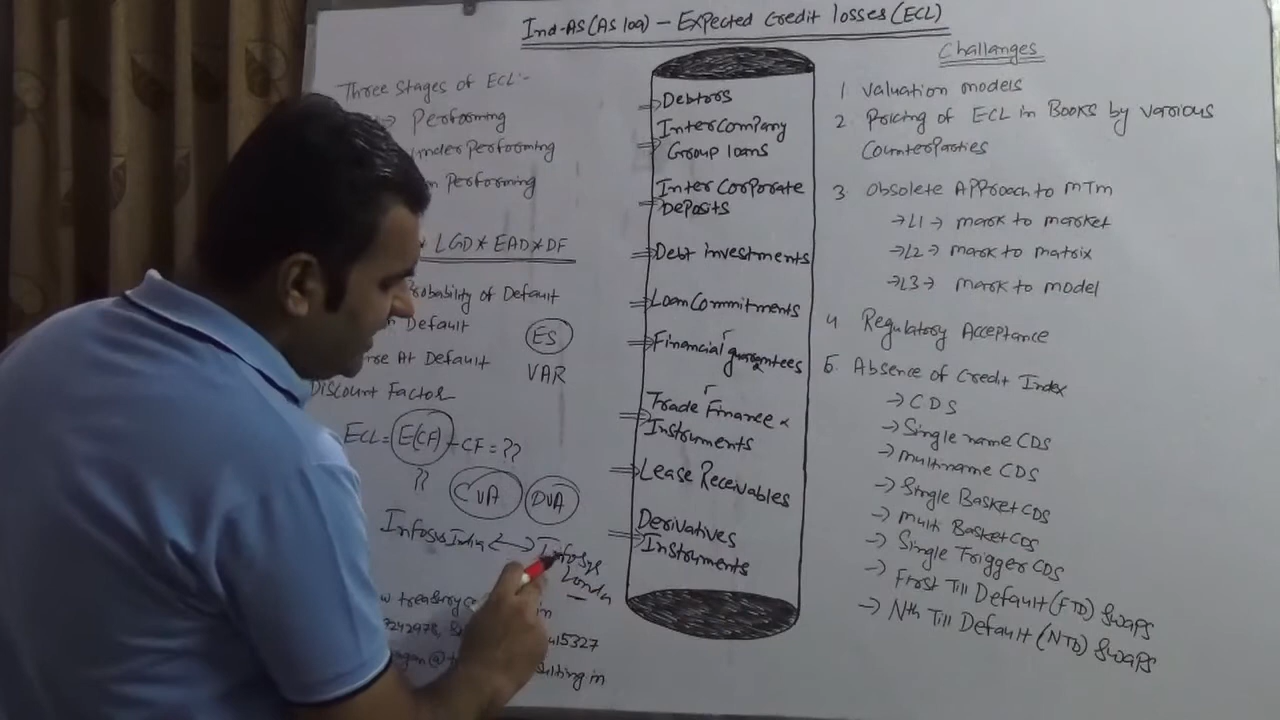 Ind-AS (AS 109) – Expected Credit losses (ECL)
Three Stages of ECL:-
Performing
underPerforming
Performing
* LGD * EAD * DF
Probability of Default
Default
At Default
Discount Factor
ES
VAR
ECL = E(CF) – CF = ??
??
CVA DVA
India <-> Infosys
treasury
3242978, 415327
Debtors
InterCompany
Group loans
Inter Corporate
Deposits
Debt investments
Loan Commitments
Financial guarantees
Trade Finance
Instruments
Lease Receivables
Derivatives
Instruments
Challanges
1 Valuation models
2. Pricing of ECL in Books by various
Counterparties
3. Obsolete Approach to MTM
→ L1 → mark to market
→ L2 → mark to matrix
→ L3 → mark to model
4 Regulatory Acceptance
5. Absence of Credit Index
→ CDS
→ Single name CDS
→ multiname CDS
→ Single Basket CDS
→ Multi Basket CDS
→ Single Trigger CDS
→ First Till Default (FTD) Swaps
→ Nth Till Default (NTD) Swaps